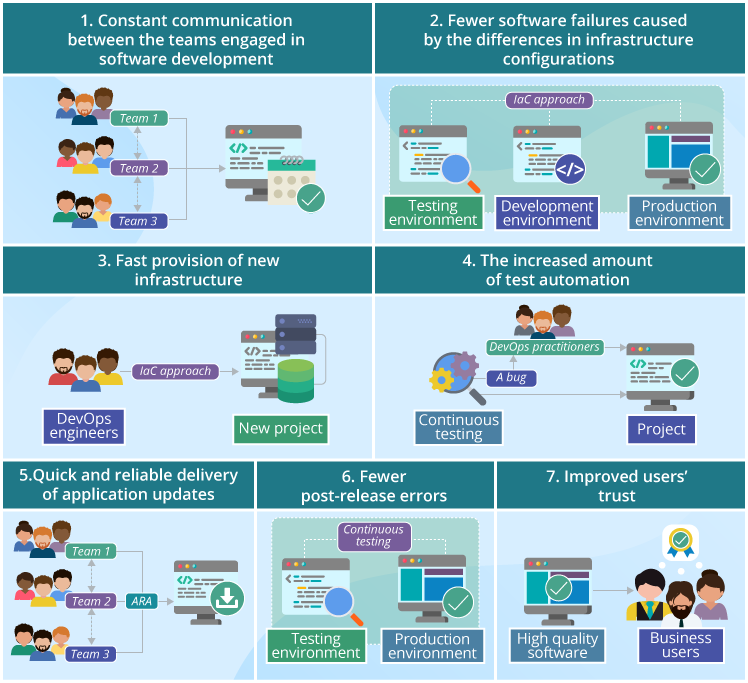 1. Constant communication
between the teams engaged in
software development
Team 1
Team 2
Team 3
2. Fewer software failures caused
by the differences in infrastructure
configurations
IaC approach
</>
</>
Testing
environment
Development
environment
Production
environment
3. Fast provision of new
infrastructure
IaC approach
</>
DevOps
engineers
New project
4. The increased amount
of test automation
DevOps practitioners
A bug
</>
Continuous
testing
Project
5.Quick and reliable delivery
of application updates
Team 1
Team 2
ARA
</>
Team 3
6. Fewer
post-release errors
Continuous
testing
Testing
environment
Production
environment
7. Improved users’
trust
High quality
software
Business
users